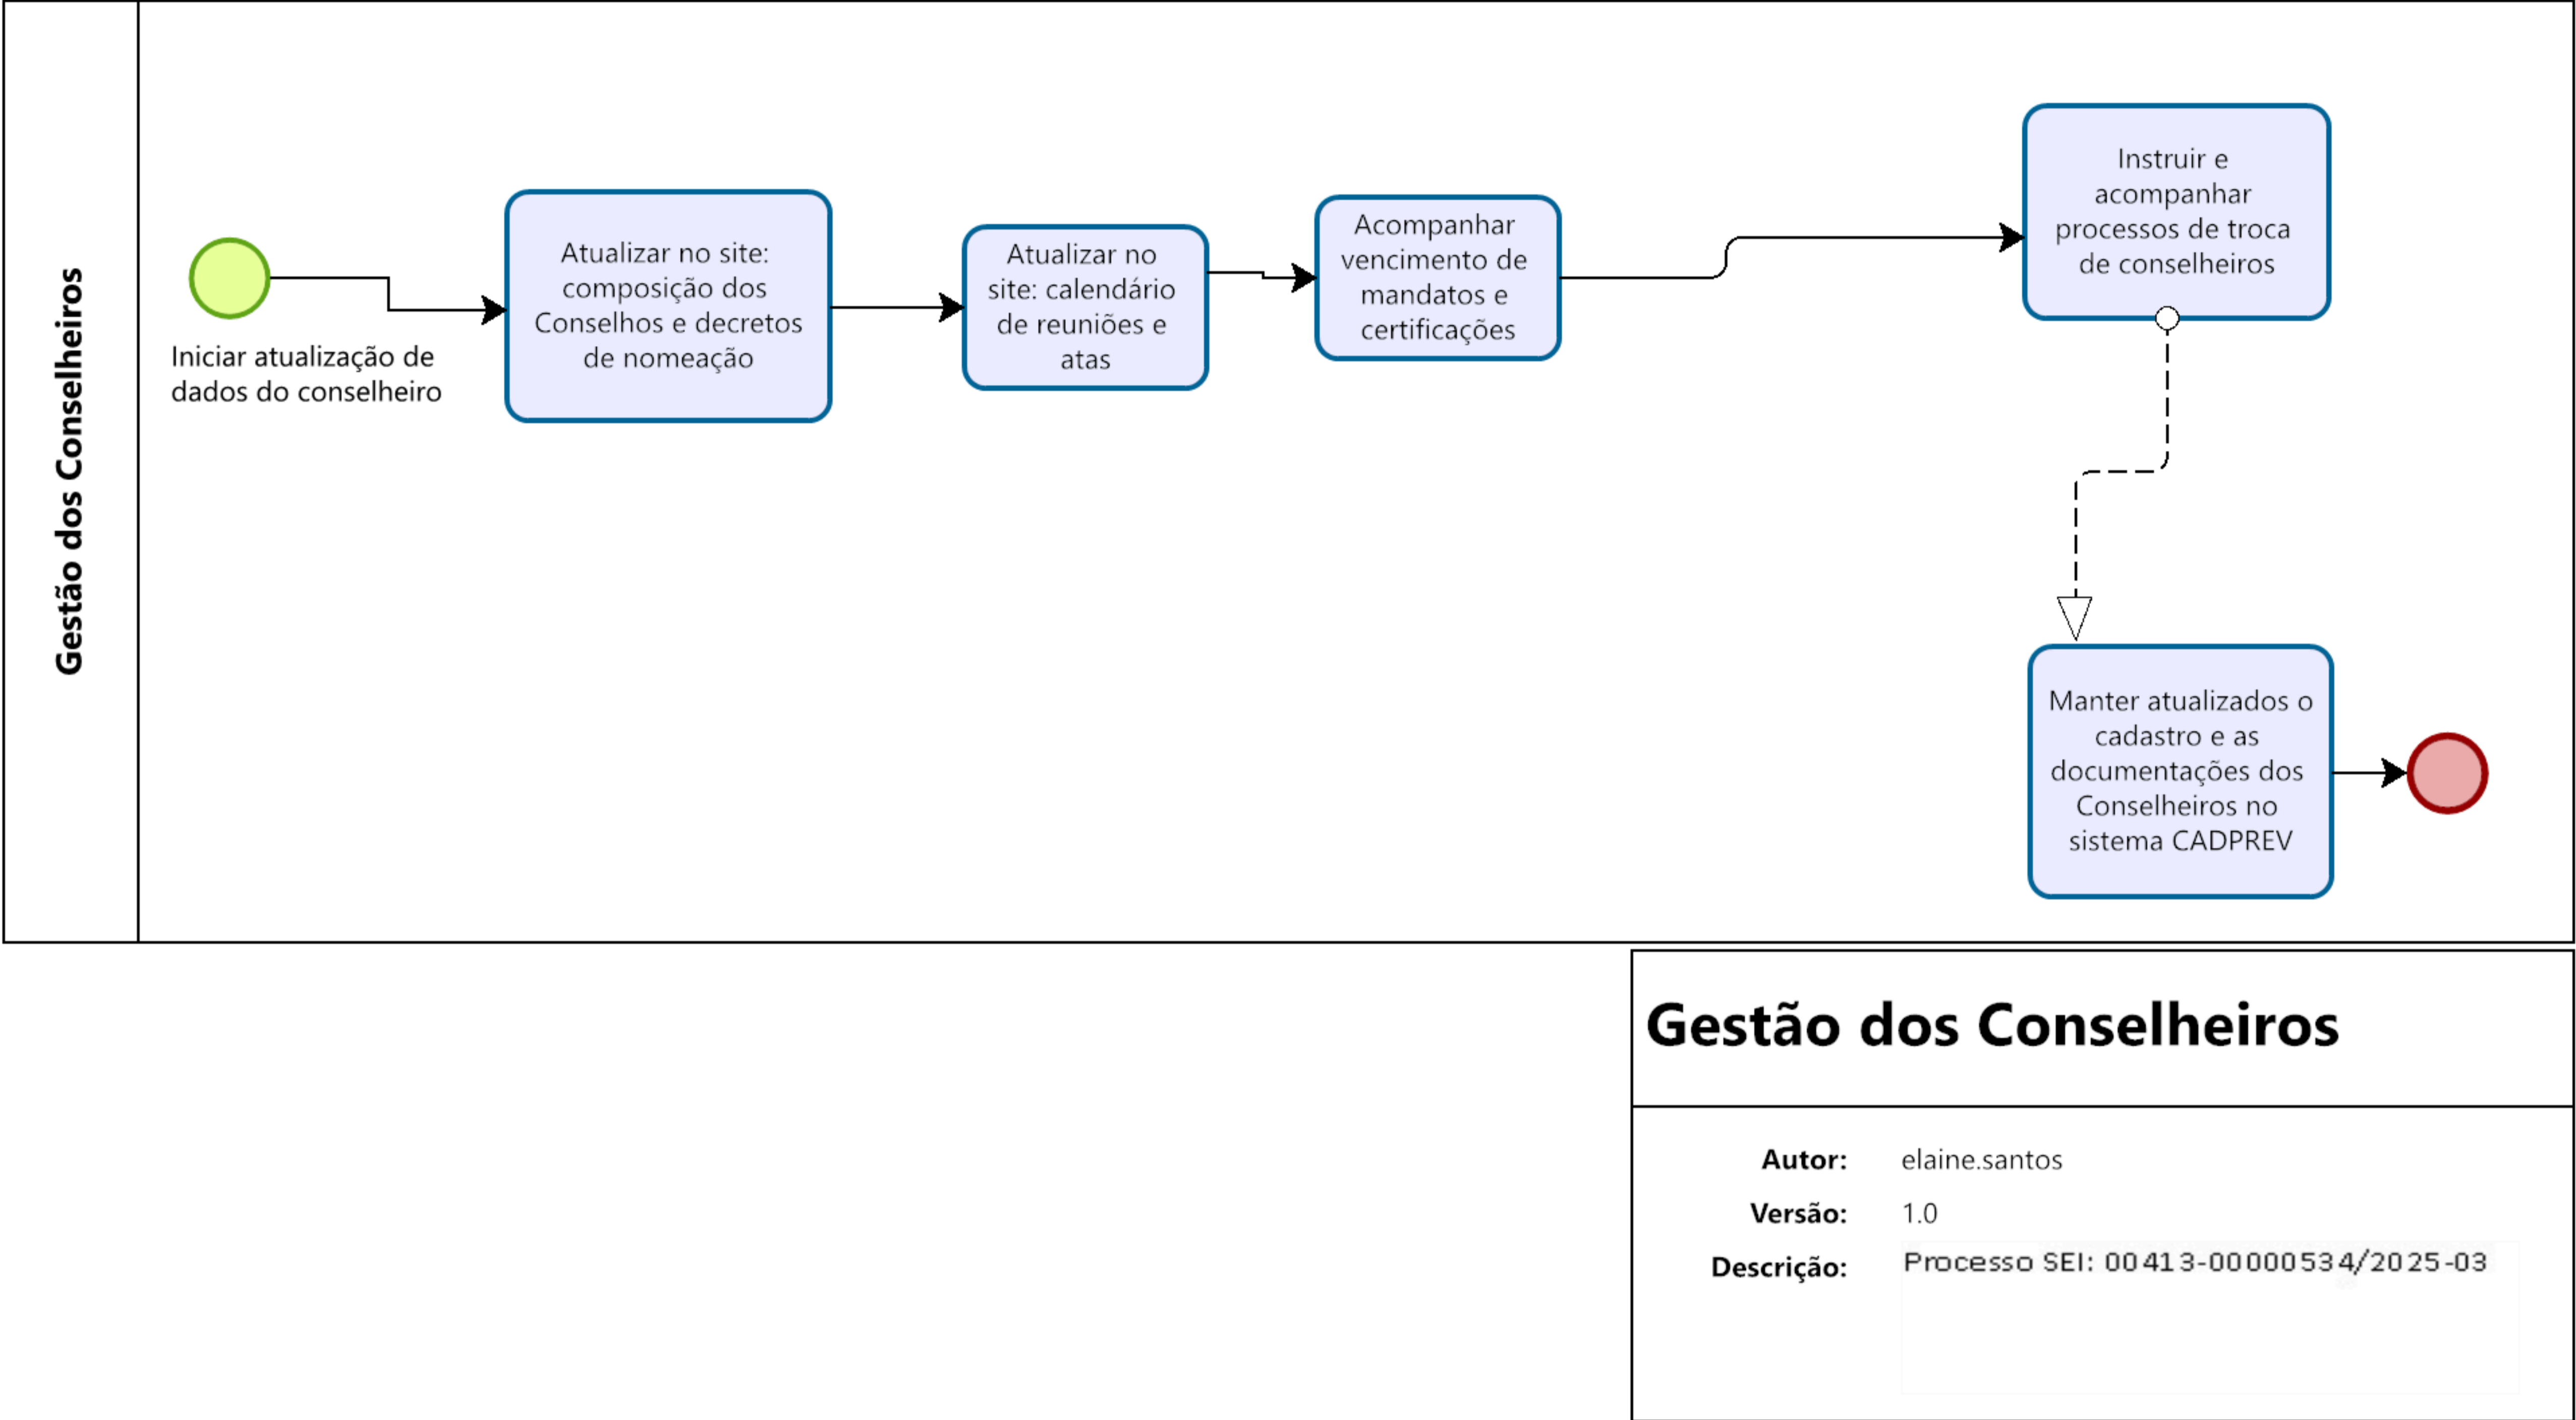 Gestão dos Conselheiros
Iniciar atualização de
dados do conselheiro
Atualizar no site:
composição dos
Conselhos e decretos
de nomeação
Atualizar no
site: calendário
de reuniões e
atas
Acompanhar
vencimento de
mandatos e
certificações
Instruir e
acompanhar
processos de troca
de conselheiros
Manter atualizados o
cadastro e as
documentações dos
Conselheiros no
sistema CADPREV
Gestão dos Conselheiros
Autor: elaine.santos
Versão: 1.0
Descrição: Processo SEI: 00413-00000534/2025-03